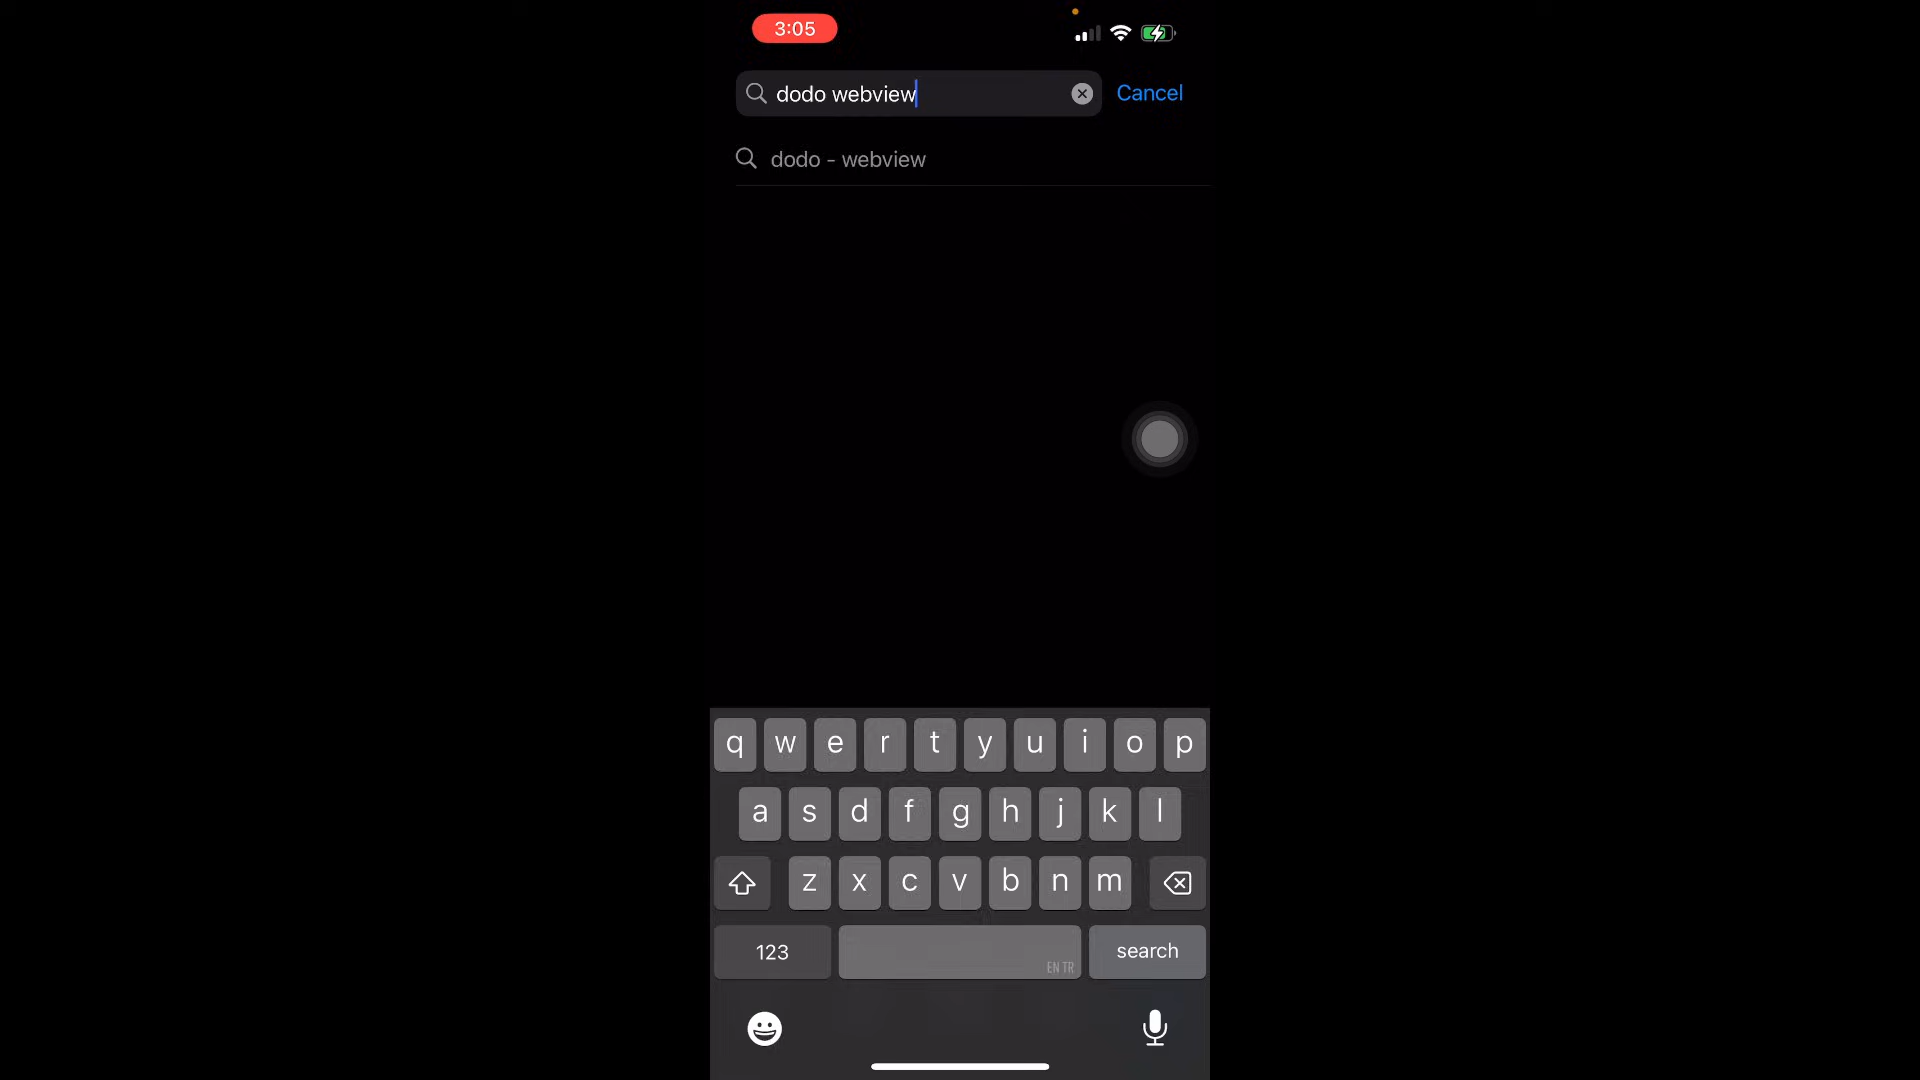 3:05
dodo webview
Cancel
dodo - webview
q w e r t y u i o p
a s d f g h j k l
z x c v b n m
123
EN TR
search